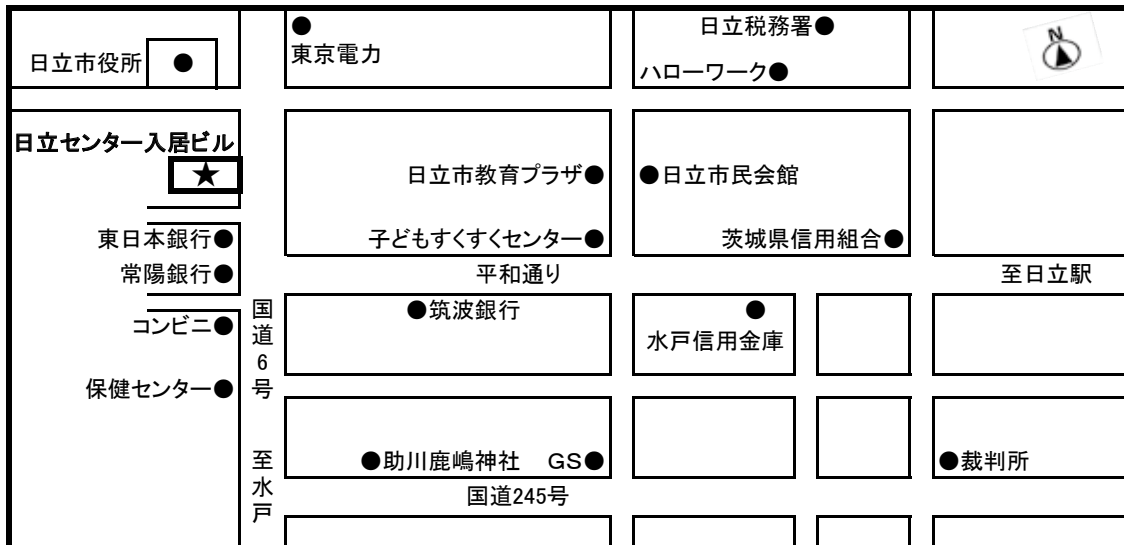 日立市役所●
●
東京電力
日立税務署●
ハローワーク●
N
日立センター入居ビル
★
日立市教育プラザ●
●日立市民会館
東日本銀行●
子どもすくすくセンター●
茨城県信用組合●
常陽銀行●
平和通り
至日立駅
コンビニ●
国道6号
●筑波銀行
●
水戸信用金庫
保健センター●
至水戸
●助川鹿嶋神社 GS●
●裁判所
国道245号